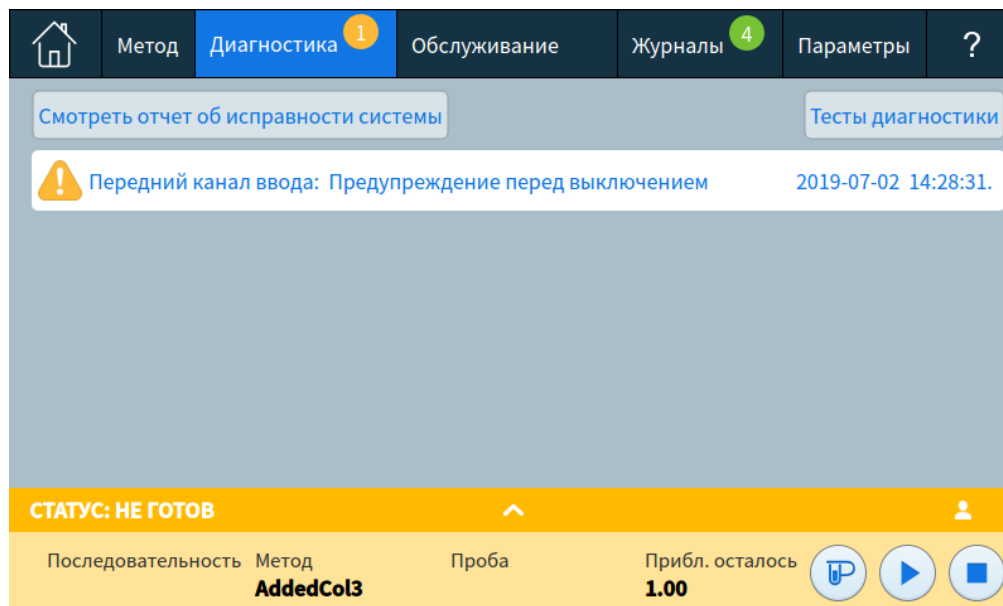 Метод Диагностика 1 Обслуживание Журналы 4 Параметры ?
Смотреть отчет об исправности системы Тесты диагностики
Передний канал ввода: Предупреждение перед выключением 2019-07-02 14:28:31.
СТАТУС: НЕ ГОТОВ
Последовательность Метод Проба Прибл. осталось
AddedCol3 1.00